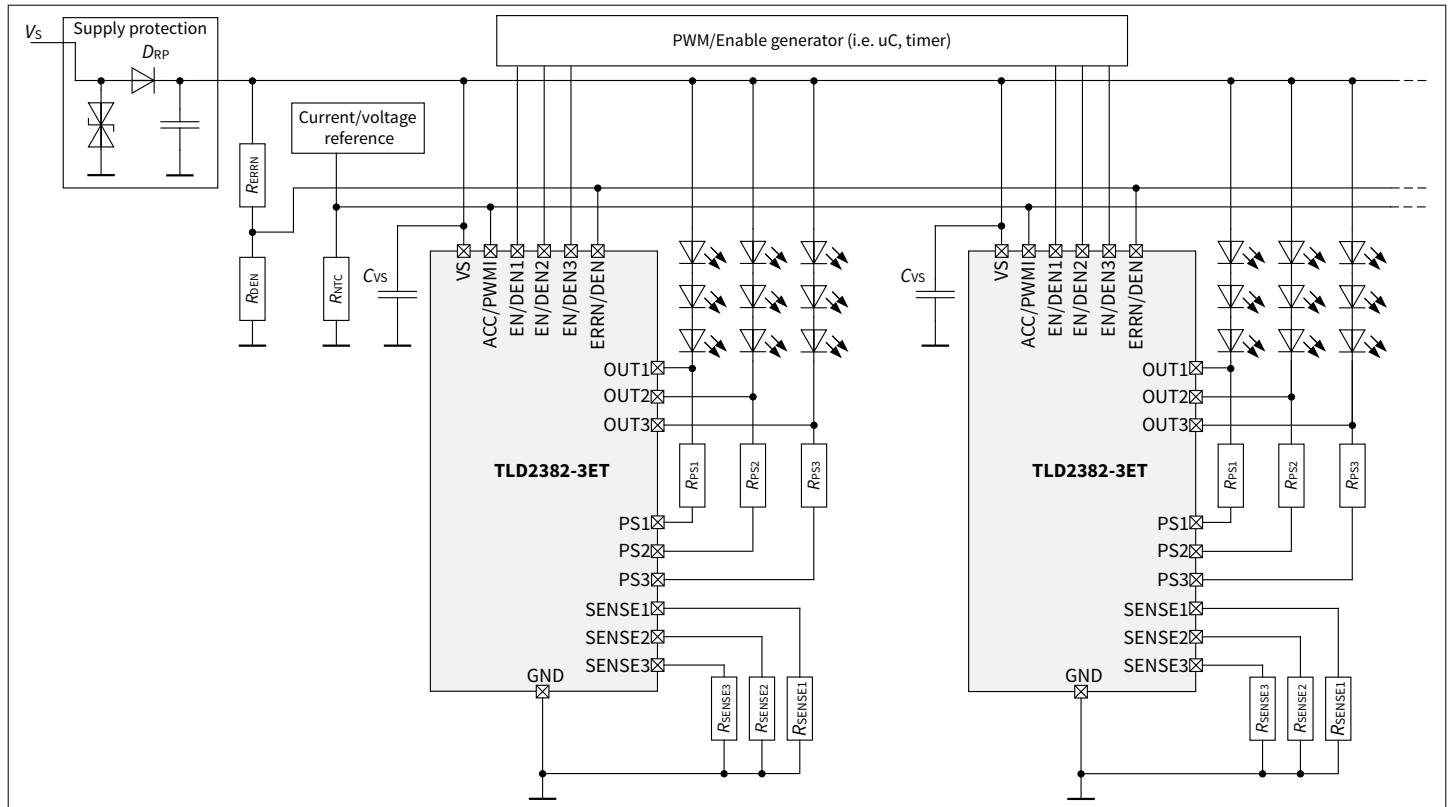 Supply protection
VS
DRP
PWM/Enable generator (i.e. uC, timer)
Current/voltage
reference
RERRN
RDEN
RNTC
CVS
VS
ACC/PWMI
EN/DEN1
EN/DEN2
EN/DEN3
ERRN/DEN
OUT1
OUT2
OUT3
TLD2382-3ET
RPS1
RPS2
RPS3
PS1
PS2
PS3
SENSE1
SENSE2
SENSE3
GND
RSENSE3
RSENSE2
RSENSE1
CVS
VS
ACC/PWMI
EN/DEN1
EN/DEN2
EN/DEN3
ERRN/DEN
OUT1
OUT2
OUT3
TLD2382-3ET
RPS1
RPS2
RPS3
PS1
PS2
PS3
SENSE1
SENSE2
SENSE3
GND
RSENSE3
RSENSE2
RSENSE1